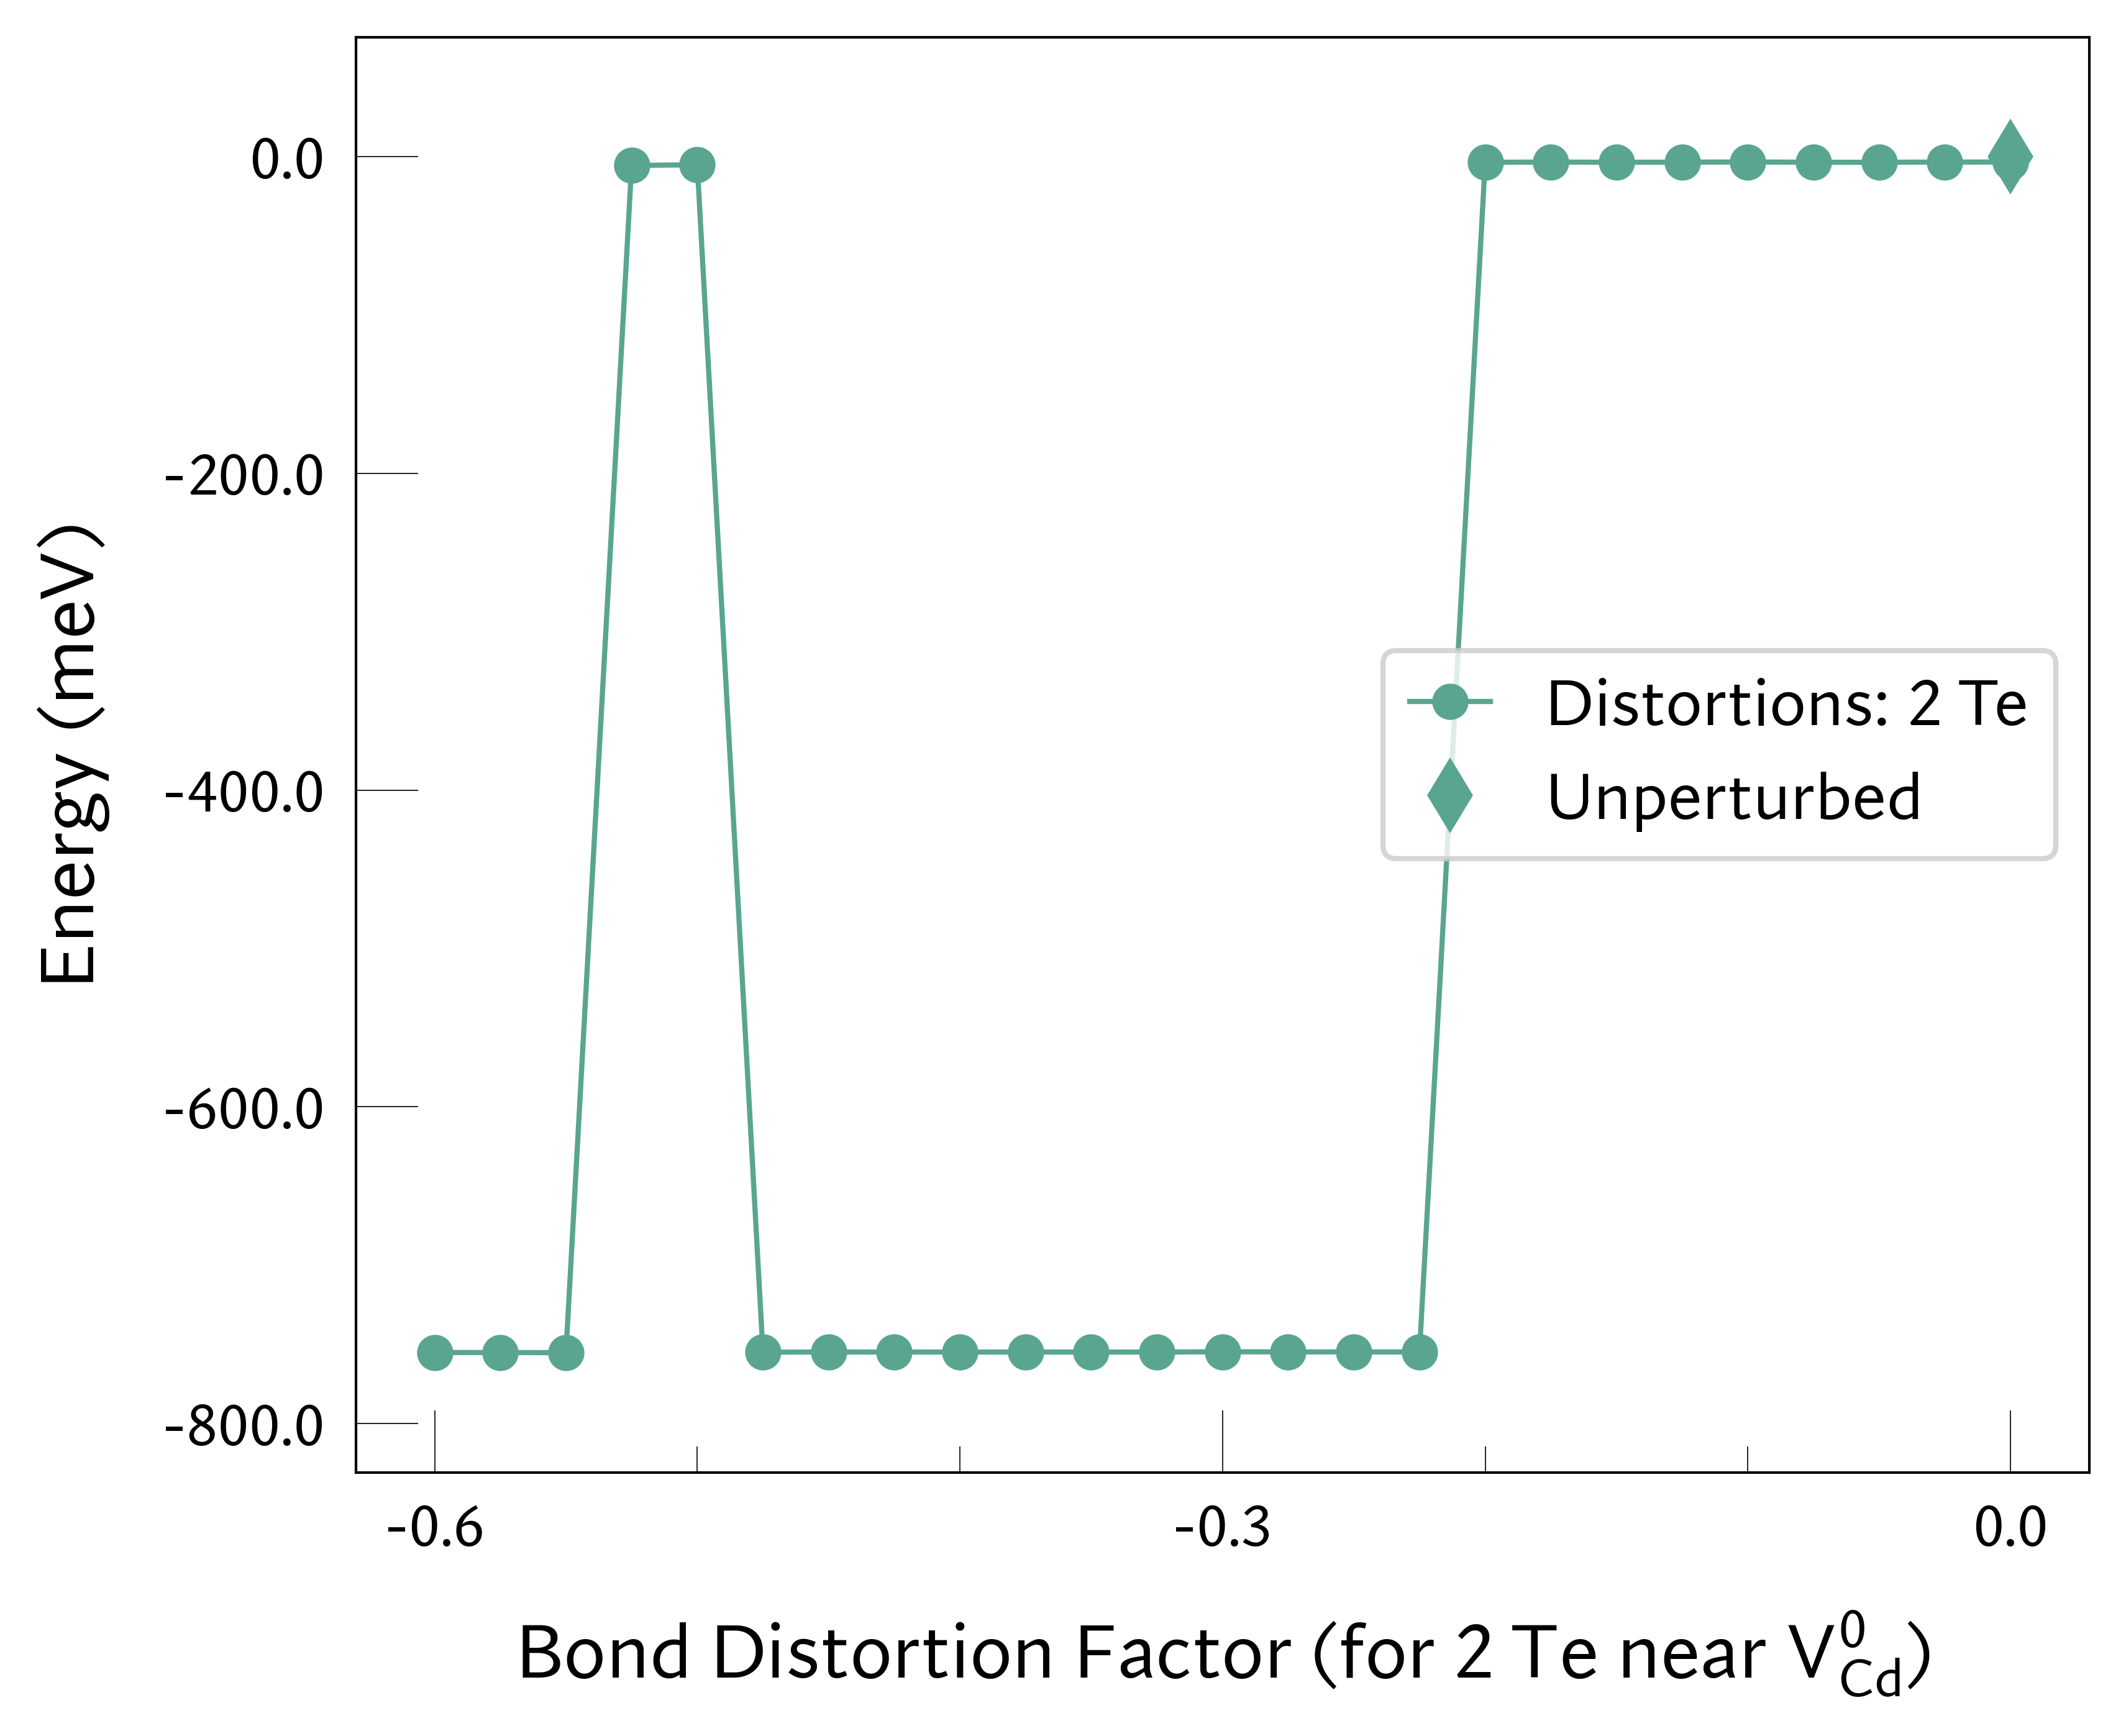 0.0
-200.0
-400.0
-600.0
-800.0
Energy (meV)
Distortions: 2 Te
Unperturbed
-0.6
-0.3
0.0
Bond Distortion Factor (for 2 Te near V⁰_Cd)